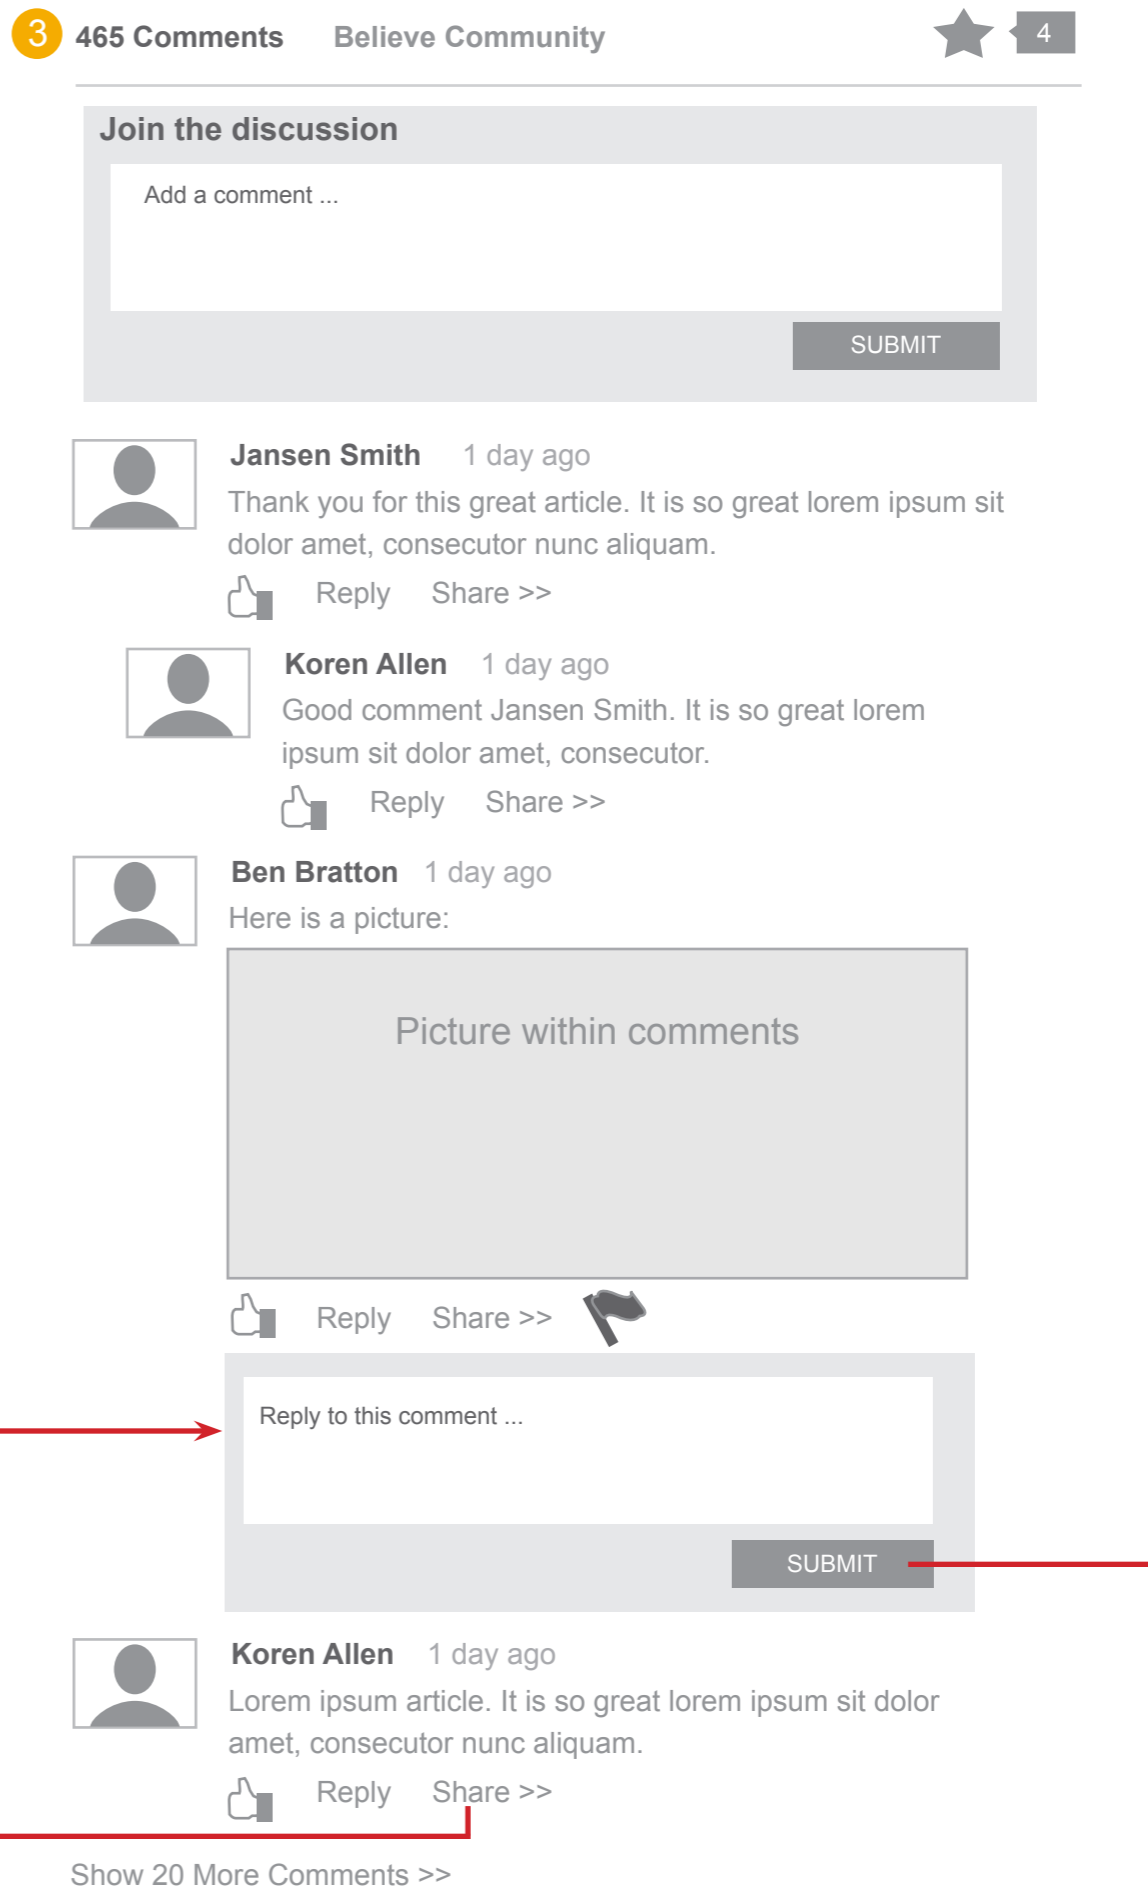 3 465 Comments Believe Community 4
Join the discussion
Add a comment ...
SUBMIT
Jansen Smith 1 day ago
Thank you for this great article. It is so great lorem ipsum sit
dolor amet, consecutor nunc aliquam.
Reply Share >>
Koren Allen 1 day ago
Good comment Jansen Smith. It is so great lorem
ipsum sit dolor amet, consecutor.
Reply Share >>
Ben Bratton 1 day ago
Here is a picture:
Picture within comments
Reply Share >>
Reply to this comment ...
SUBMIT
Koren Allen 1 day ago
Lorem ipsum article. It is so great lorem ipsum sit dolor
amet, consecutor nunc aliquam.
Reply Share >>
Show 20 More Comments >>